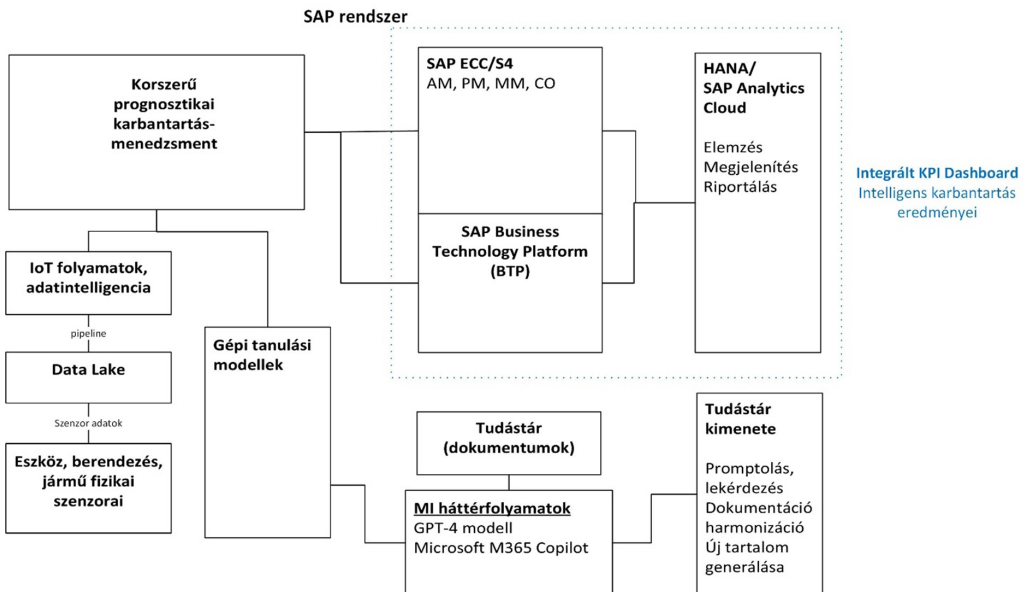 SAP rendszer
Korszerű
prognosztikai
karbantartás-
menedzsment
SAP ECC/S4
AM, PM, MM, CO
SAP Business
Technology Platform
(BTP)
HANA/
SAP Analytics
Cloud
Elemzés
Megjelenítés
Riportálás
Integrált KPI Dashboard
Intelligens karbantartás
eredményei
IoT folyamatok,
adatintelligencia
pipeline
Data Lake
Szenzor adatok
Eszköz, berendezés,
jármű fizikai
szenzorai
Gépi tanulási
modellek
Tudástár
(dokumentumok)
MI háttérfolyamatok
GPT-4 modell
Microsoft M365 Copilot
Tudástár
kimenete
Promptolás,
lekérdezés
Dokumentáció
harmonizáció
Új tartalom
generálása